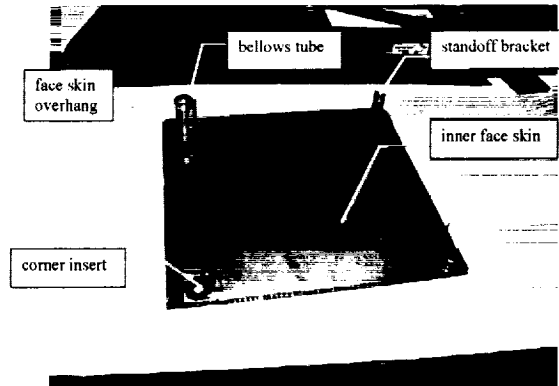 bellows tube
standoff bracket
face skin
overhang
inner face skin
corner insert